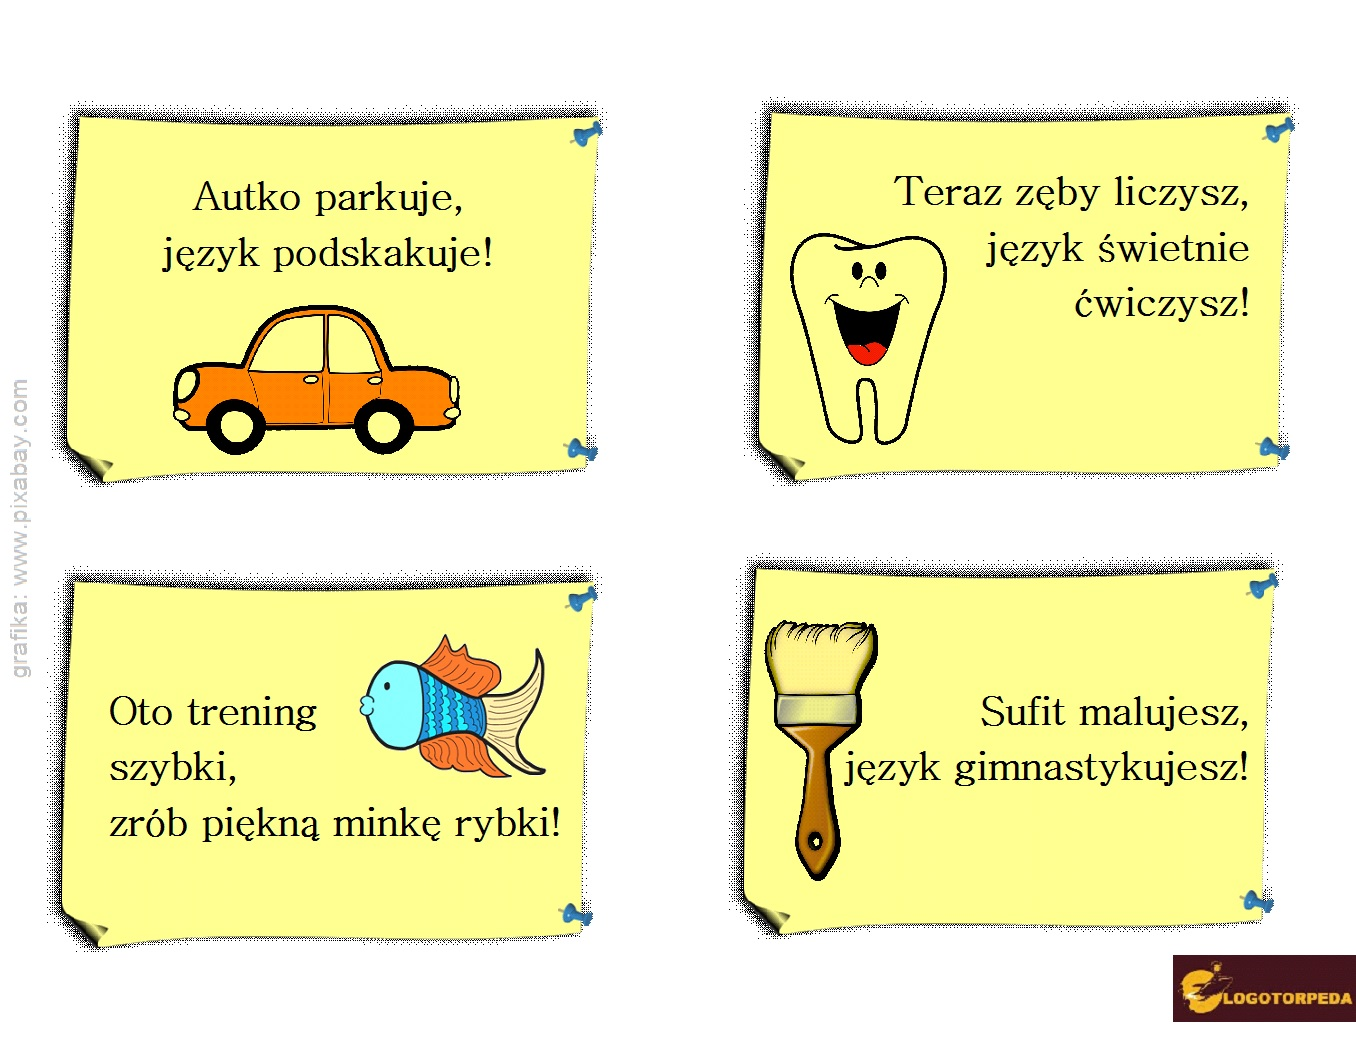 Autko parkuje,
język podskakuje!
Teraz zęby liczysz,
język świetnie
ćwiczysz!
Oto trening
szybki,
zrób piękną minkę rybki!
Sufit malujesz,
język gimnastykujesz!
grafika: www.pixabay.com
LOGOTORPEDA